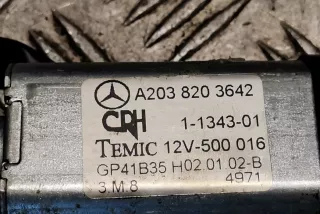 A203 820 3642
CRH 1-1343-01
TEMIC 12V-500 016
GP41B35 H02.01 02-B
3 M 8 4971